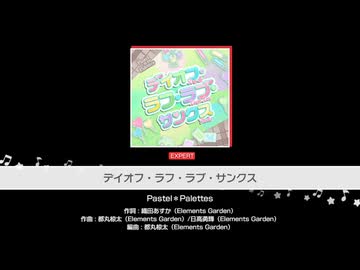 デイオフ・
ラフ・ラブ・
サンクス
EXPERT
デイオフ・ラフ・ラブ・サンクス
Pastel＊Palettes
作詞：織田あすか（Elements Garden）
作曲：都丸椋太（Elements Garden）/日高勇輝（Elements Garden）
編曲：都丸椋太（Elements Garden）